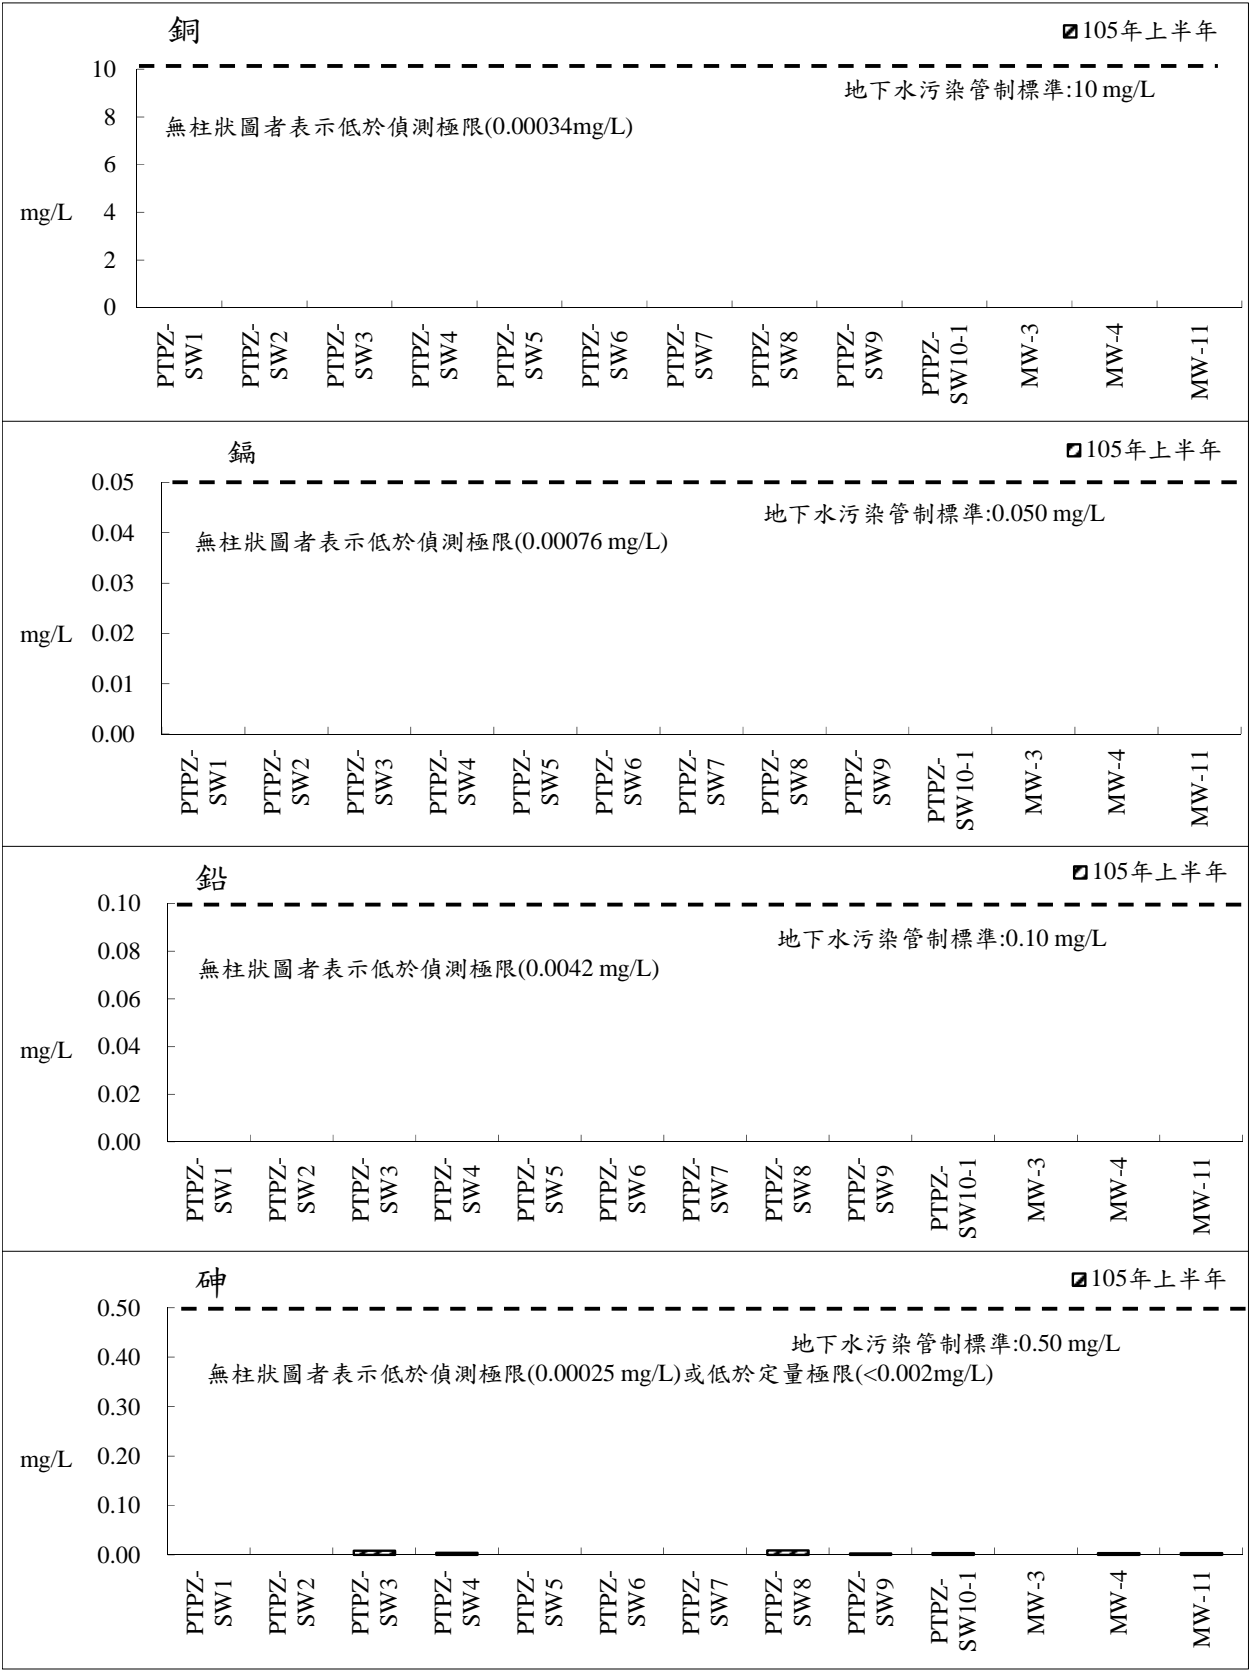 銅
105年上半年
10
地下水污染管制標準:10 mg/L
8
無柱狀圖者表示低於偵測極限(0.00034mg/L)
6
mg/L
4
2
0
PTPZ-
SW1
PTPZ-
SW2
PTPZ-
SW3
PTPZ-
SW4
PTPZ-
SW5
PTPZ-
SW6
PTPZ-
SW7
PTPZ-
SW8
PTPZ-
SW9
PTPZ-
SW10-1
MW-3
MW-4
MW-11
鎘
105年上半年
0.05
地下水污染管制標準:0.050 mg/L
0.04
無柱狀圖者表示低於偵測極限(0.00076 mg/L)
0.03
mg/L
0.02
0.01
0.00
PTPZ-
SW1
PTPZ-
SW2
PTPZ-
SW3
PTPZ-
SW4
PTPZ-
SW5
PTPZ-
SW6
PTPZ-
SW7
PTPZ-
SW8
PTPZ-
SW9
PTPZ-
SW10-1
MW-3
MW-4
MW-11
鉛
105年上半年
0.10
地下水污染管制標準:0.10 mg/L
0.08
無柱狀圖者表示低於偵測極限(0.0042 mg/L)
0.06
mg/L
0.04
0.02
0.00
PTPZ-
SW1
PTPZ-
SW2
PTPZ-
SW3
PTPZ-
SW4
PTPZ-
SW5
PTPZ-
SW6
PTPZ-
SW7
PTPZ-
SW8
PTPZ-
SW9
PTPZ-
SW10-1
MW-3
MW-4
MW-11
砷
105年上半年
0.50
地下水污染管制標準:0.50 mg/L
0.40
無柱狀圖者表示低於偵測極限(0.00025 mg/L)或低於定量極限(<0.002mg/L)
0.30
0.20
mg/L
0.10
0.00
PTPZ-
SW1
PTPZ-
SW2
PTPZ-
SW3
PTPZ-
SW4
PTPZ-
SW5
PTPZ-
SW6
PTPZ-
SW7
PTPZ-
SW8
PTPZ-
SW9
PTPZ-
SW10-1
MW-3
MW-4
MW-11